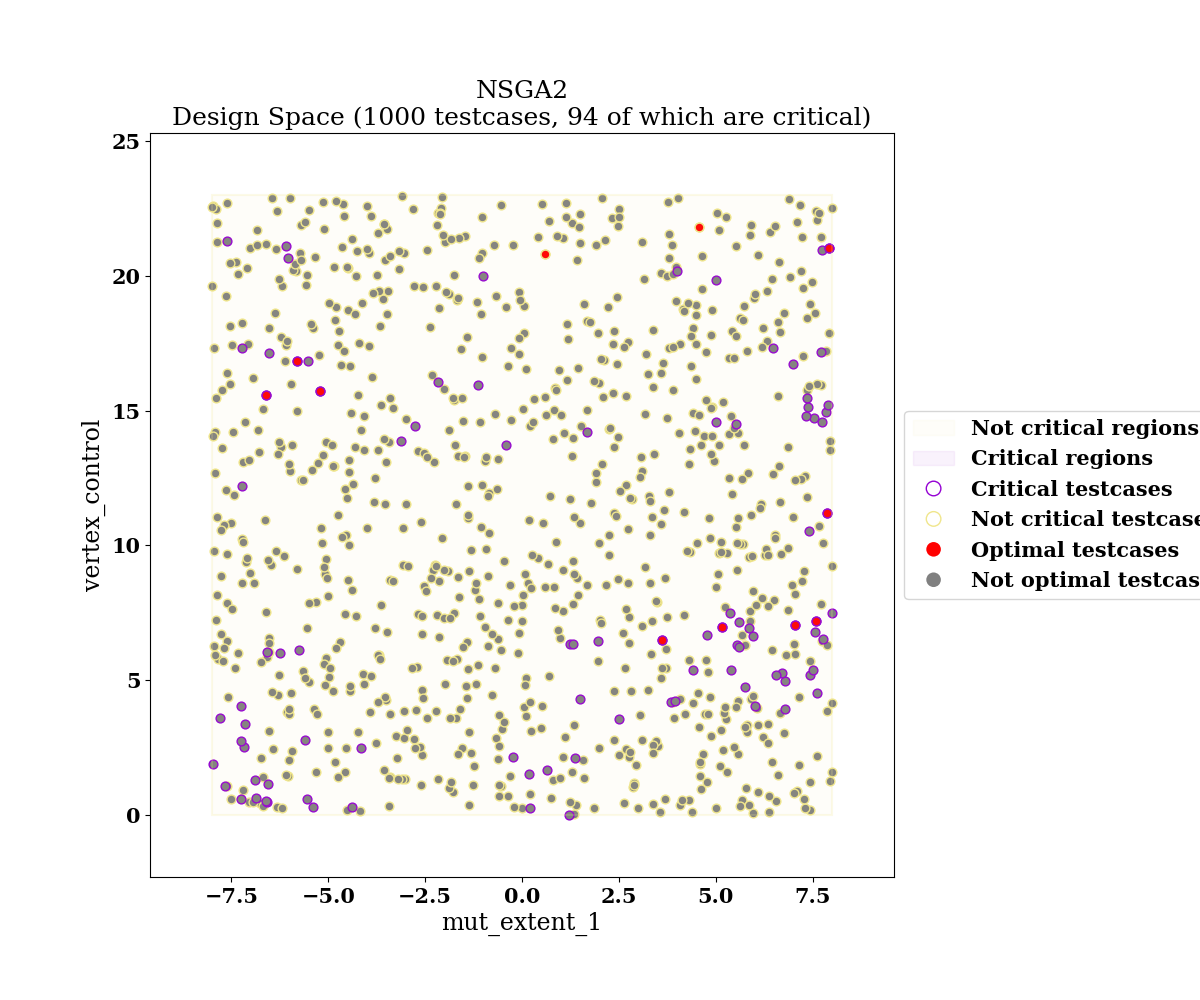 NSGA2
Design Space (1000 testcases, 94 of which are critical)
25
20
15
10
5
0
vertex_control
−7.5 −5.0 −2.5 0.0 2.5 5.0 7.5
mut_extent_1
Not critical regions
Critical regions
Critical testcases
Not critical testcase
Optimal testcases
Not optimal testcas